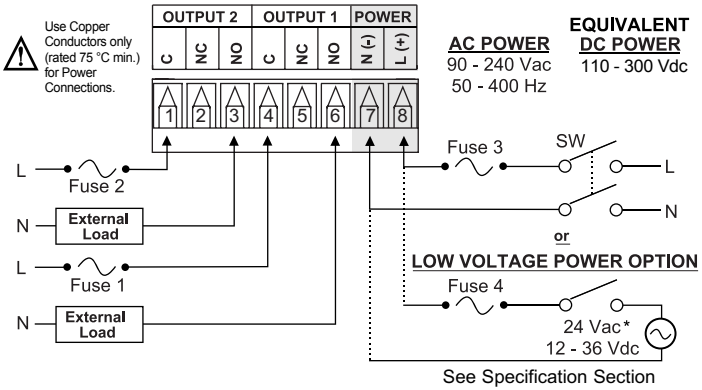 Use Copper
Conductors only
(rated 75 °C min.)
for Power
Connections.
OUTPUT 2 OUTPUT 1 POWER
C NC NO C NC NO N (-) L (+)
1 2 3 4 5 6 7 8
AC POWER
90 - 240 Vac
50 - 400 Hz
EQUIVALENT
DC POWER
110 - 300 Vdc
L Fuse 2
N External
Load
L Fuse 1
N External
Load
Fuse 3 SW L
N
or
LOW VOLTAGE POWER OPTION
Fuse 4
24 Vac*
12 - 36 Vdc
See Specification Section